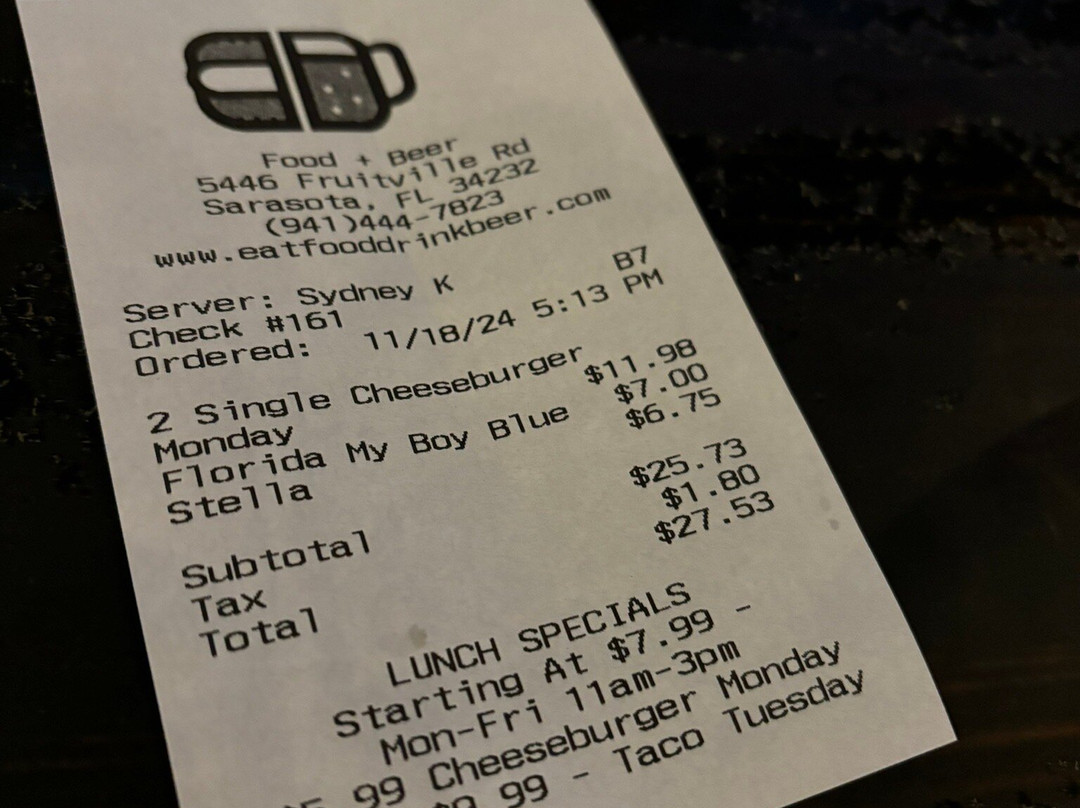 Food + Beer
5446 Fruitville Rd
Sarasota, FL 34232
(941)444-7823
www.eatfooddrinkbeer.com
Server: Sydney K
Check #161 B7
Ordered: 11/18/24 5:13 PM
2 Single Cheeseburger $11.98
Monday
Florida My Boy Blue $7.00
Stella $6.75
Subtotal $25.73
Tax $1.80
Total $27.53
LUNCH SPECIALS
Starting At $7.99 -
Mon-Fri 11am-3pm
99 Cheeseburger Monday
99 - Taco Tuesday